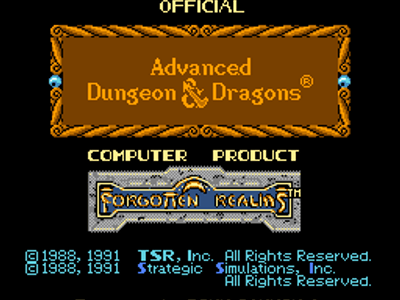 OFFICIAL
Advanced
Dungeon & Dragons®
COMPUTER PRODUCT
FORGOTTEN REALMS™
©1988, 1991 TSR, Inc. All Rights Reserved.
©1988, 1991 Strategic Simulations, Inc.
All Rights Reserved.